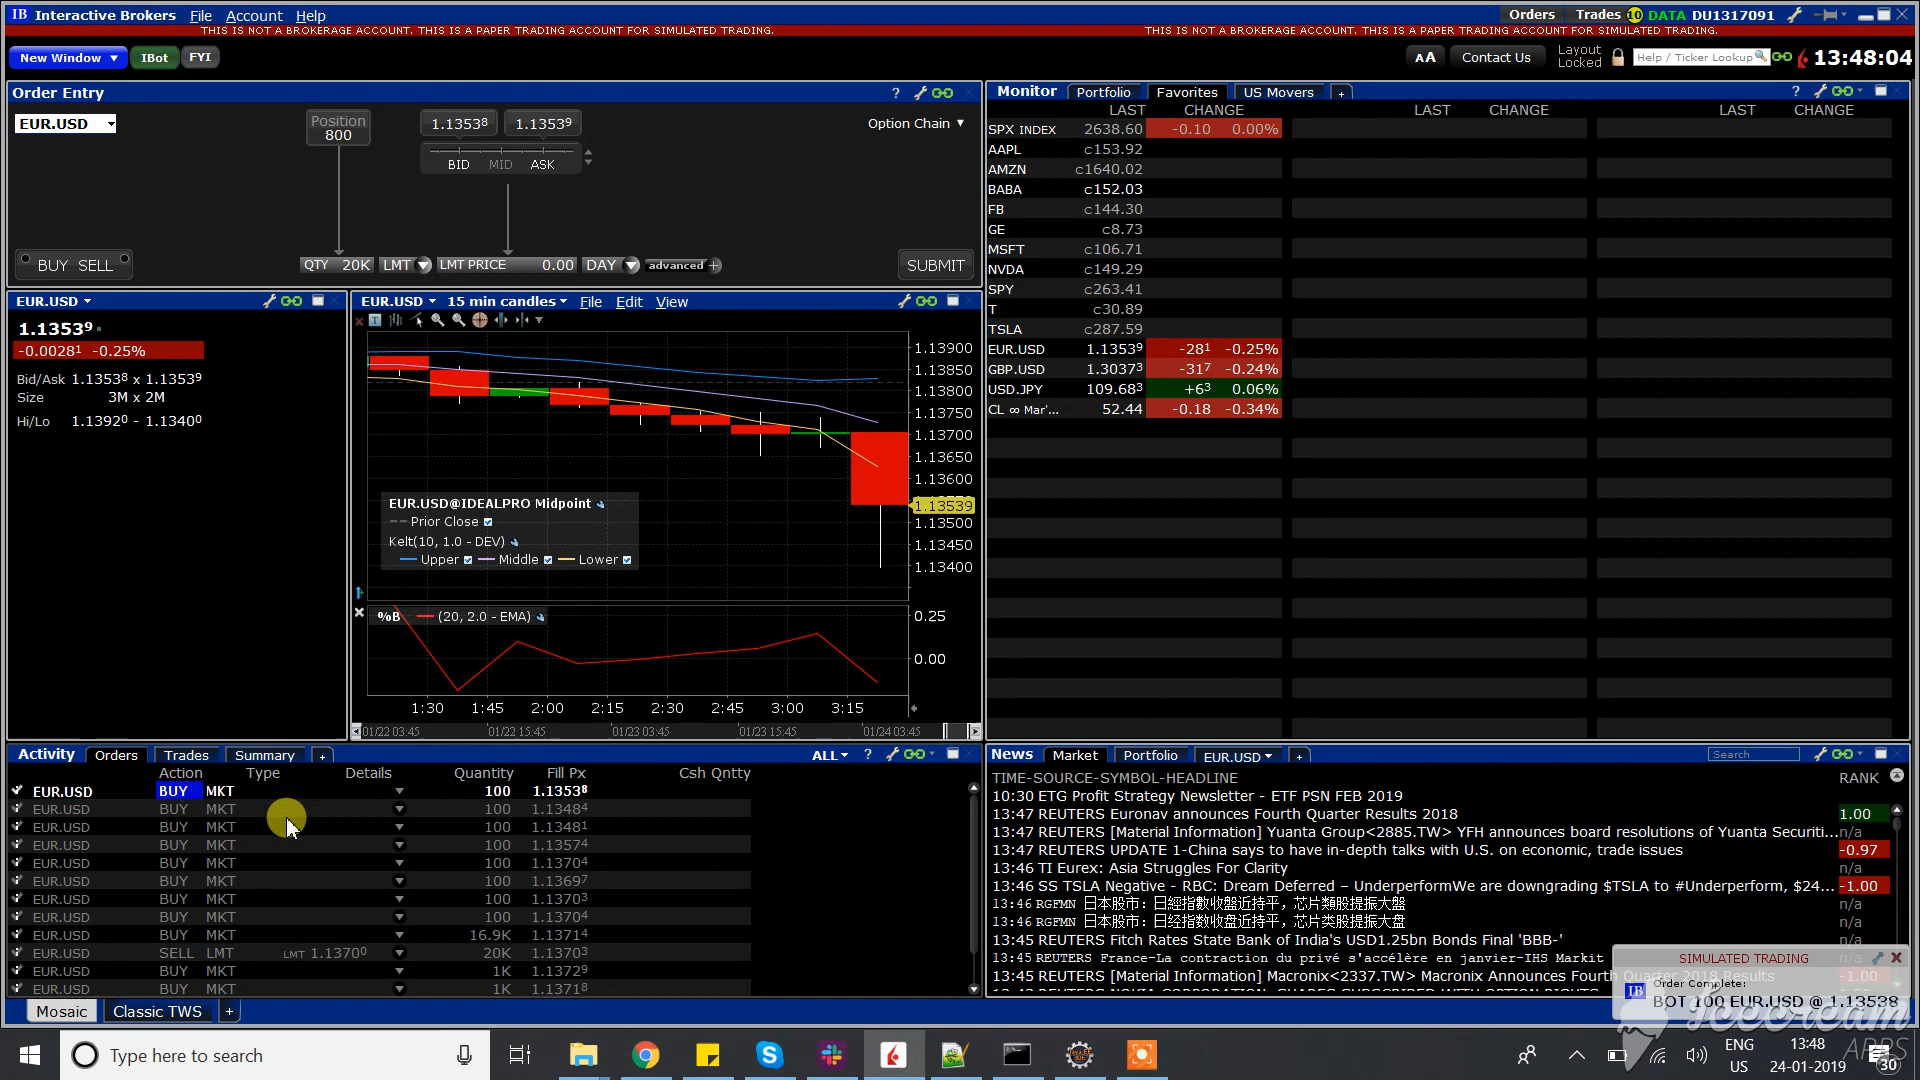 IB Interactive Brokers File Account Help Orders Trades 10 DATA DU1317091
THIS IS NOT A BROKERAGE ACCOUNT. THIS IS A PAPER TRADING ACCOUNT FOR SIMULATED TRADING. THIS IS NOT A BROKERAGE ACCOUNT. THIS IS A PAPER TRADING ACCOUNT FOR SIMULATED TRADING.
New Window IBot FYI AA Contact Us Layout Locked Help / Ticker Lookup 13:48:04
Order Entry ?
EUR.USD Position 800 1.13538 1.13539 Option Chain
BID MID ASK
BUY SELL QTY 20K LMT LMT PRICE 0.00 DAY advanced + SUBMIT
EUR.USD
1.13539
-0.00281 -0.25%
Bid/Ask 1.13538 x 1.13539
Size 3M x 2M
Hi/Lo 1.13920 - 1.13400
EUR.USD 15 min candles File Edit View
1.13900
1.13850
1.13800
1.13750
1.13700
1.13650
1.13600
1.13539
1.13500
1.13450
1.13400
EUR.USD@IDEALPRO Midpoint
Prior Close
Kelt(10, 1.0 - DEV)
Upper Middle Lower
%B (20, 2.0 - EMA)
0.25
0.00
1:30 1:45 2:00 2:15 2:30 2:45 3:00 3:15
01/22 03:45 01/22 15:45 01/23 03:45 01/23 15:45 01/24 03:45
Monitor Portfolio Favorites US Movers + ?
LAST CHANGE LAST CHANGE LAST CHANGE
SPX INDEX 2638.60 -0.10 0.00%
AAPL c153.92
AMZN c1640.02
BABA c152.03
FB c144.30
GE c8.73
MSFT c106.71
NVDA c149.29
SPY c263.41
T c30.89
TSLA c287.59
EUR.USD 1.13539 -281 -0.25%
GBP.USD 1.30373 -317 -0.24%
USD.JPY 109.683 +63 0.06%
CL ∞ Mar'... 52.44 -0.18 -0.34%
Activity Orders Trades Summary + ALL ?
Action Type Details Quantity Fill Px Csh Qntty
EUR.USD BUY MKT 100 1.13538
EUR.USD BUY MKT 100 1.13484
EUR.USD BUY MKT 100 1.13481
EUR.USD BUY MKT 100 1.13574
EUR.USD BUY MKT 100 1.13704
EUR.USD BUY MKT 100 1.13697
EUR.USD BUY MKT 100 1.13703
EUR.USD BUY MKT 100 1.13704
EUR.USD BUY MKT 16.9K 1.13714
EUR.USD SELL LMT LMT 1.13700 20K 1.13703
EUR.USD BUY MKT 1K 1.13729
EUR.USD BUY MKT 1K 1.13718
News Market Portfolio EUR.USD + Search
TIME-SOURCE-SYMBOL-HEADLINE RANK
10:30 ETG Profit Strategy Newsletter - ETF PSN FEB 2019
13:47 REUTERS Euronav announces Fourth Quarter Results 2018 1.00
13:47 REUTERS [Material Information] Yuanta Group<2885.TW> YFH announces board resolutions of Yuanta Securiti... n/a
13:47 REUTERS UPDATE 1-China says to have in-depth talks with U.S. on economic, trade issues -0.97
13:46 TI Eurex: Asia Struggles For Clarity n/a
13:46 SS TSLA Negative - RBC: Dream Deferred – UnderperformWe are downgrading $TSLA to #Underperform, $24... -1.00
13:46 RGFMN 日本股市：日經指數收盤近持平，芯片類股提振大盤 n/a
13:46 RGFMN 日本股市：日经指数收盘近持平，芯片类股提振大盘 n/a
13:45 REUTERS Fitch Rates State Bank of India's USD1.25bn Bonds Final 'BBB-' n/a
13:45 REUTERS France-La contraction du privé s'accélère en janvier-IHS Markit
13:45 REUTERS [Material Information] Macronix<2337.TW> Macronix Announces Fourth Quarter 2018 Results -1.00
SIMULATED TRADING
IB Order Complete:
BOT 100 EUR.USD @ 1.13538
Icecream
APPS
Mosaic Classic TWS +
Type here to search ENG US 13:48 24-01-2019 30